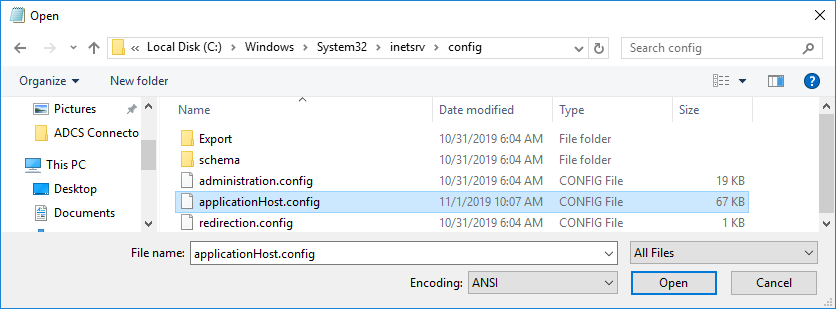 Open
« Local Disk (C:) > Windows > System32 > inetsrv > config
Search config
Organize
New folder
?
Name Date modified Type Size
Pictures
ADCS Connecto
This PC
Desktop
Documents
Export 10/31/2019 6:04 AM File folder
schema 10/31/2019 6:04 AM File folder
administration.config 10/31/2019 6:04 AM CONFIG File 19 KB
applicationHost.config 11/1/2019 10:07 AM CONFIG File 67 KB
redirection.config 10/31/2019 6:04 AM CONFIG File 1 KB
File name: applicationHost.config All Files
Encoding: ANSI Open Cancel